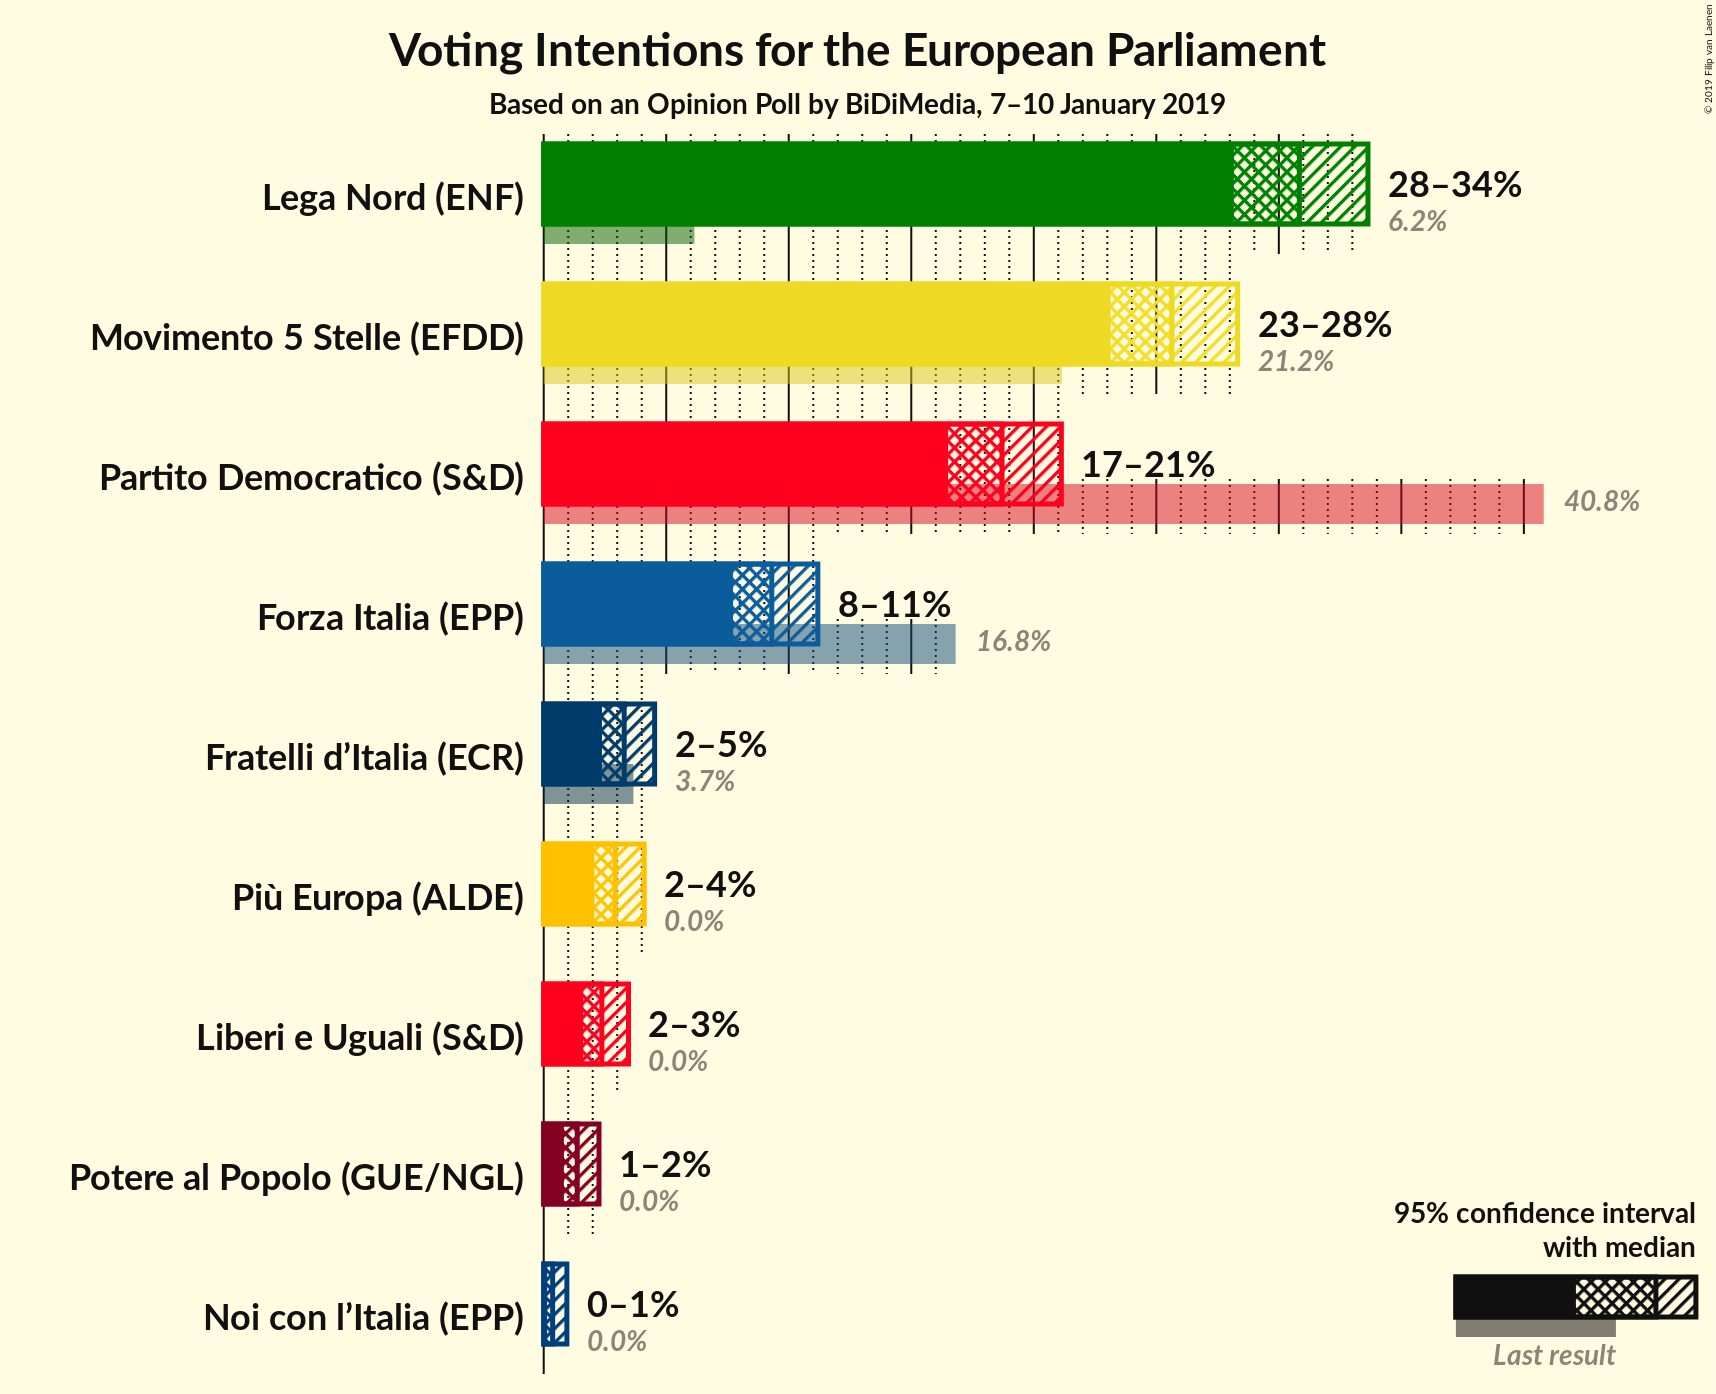 Voting Intentions for the European Parliament
Based on an Opinion Poll by BiDiMedia, 7–10 January 2019
© 2019 Filip van Laenen
Lega Nord (ENF)
28–34%
6.2%
Movimento 5 Stelle (EFDD)
23–28%
21.2%
Partito Democratico (S&D)
17–21%
40.8%
Forza Italia (EPP)
8–11%
16.8%
Fratelli d’Italia (ECR)
2–5%
3.7%
Più Europa (ALDE)
2–4%
0.0%
Liberi e Uguali (S&D)
2–3%
0.0%
Potere al Popolo (GUE/NGL)
1–2%
0.0%
Noi con l’Italia (EPP)
0–1%
0.0%
95% confidence interval
with median
Last result